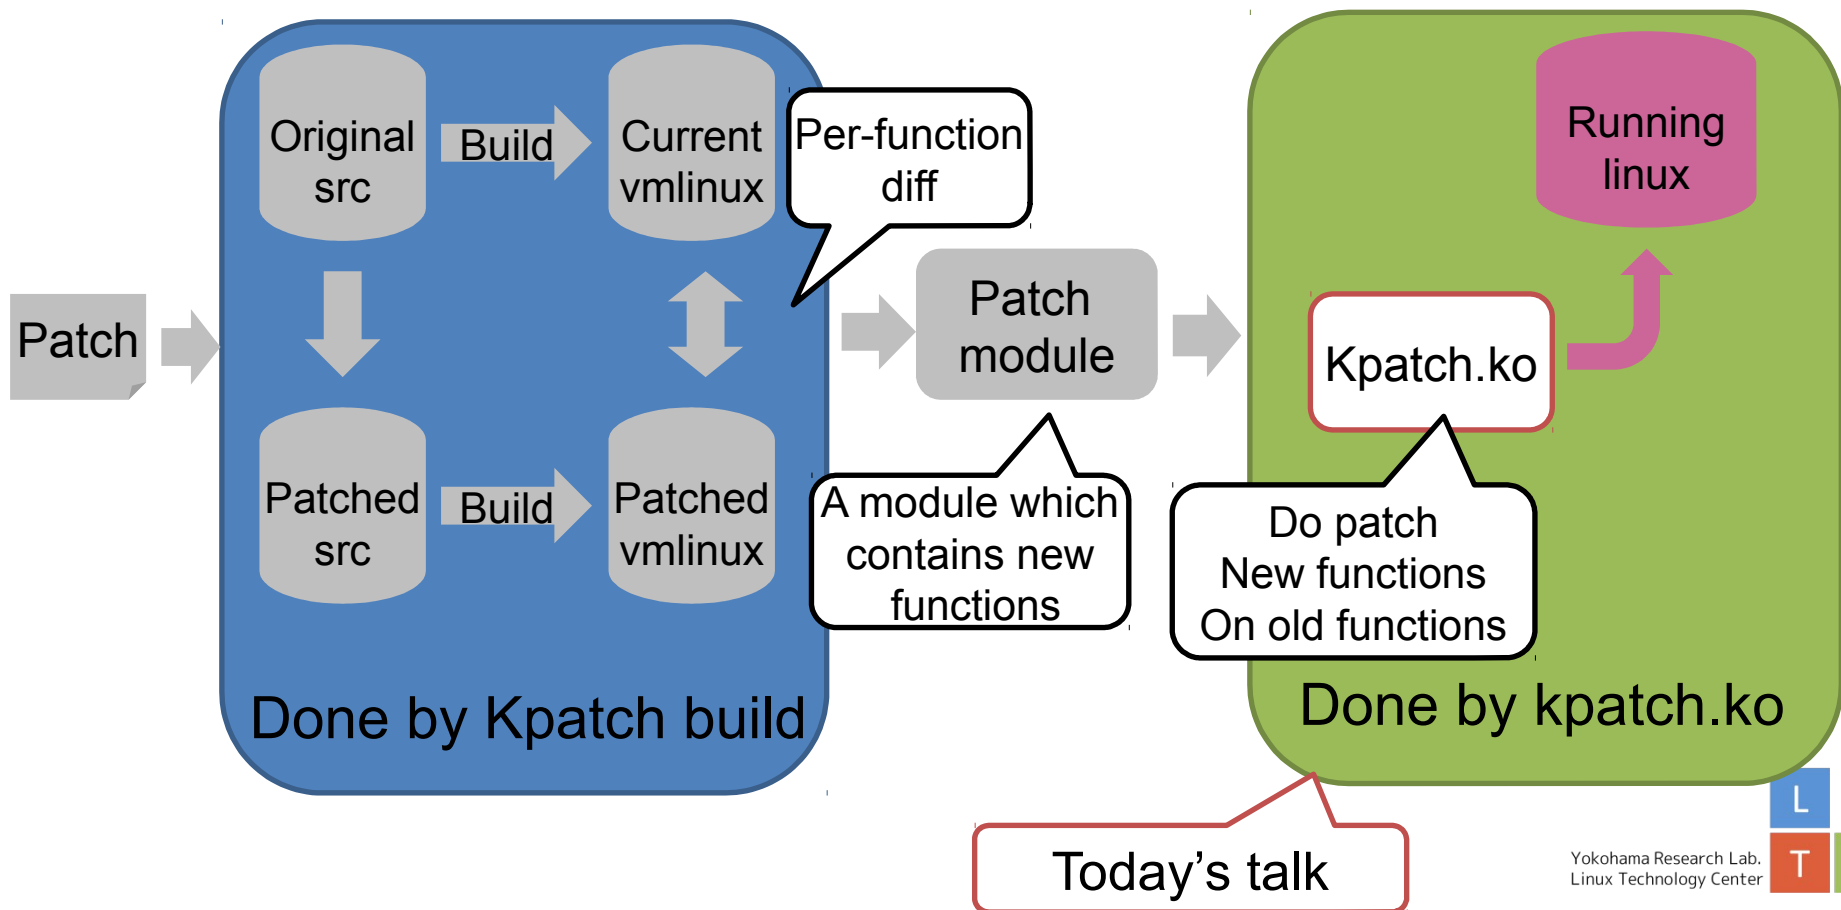 Patch
Original
src
Build
Current
vmlinux
Per-function
diff
Patched
src
Build
Patched
vmlinux
Done by Kpatch build
Patch
module
A module which
contains new
functions
Running
linux
Kpatch.ko
Do patch
New functions
On old functions
Done by kpatch.ko
Today’s talk
Yokohama Research Lab.
Linux Technology Center
L
T